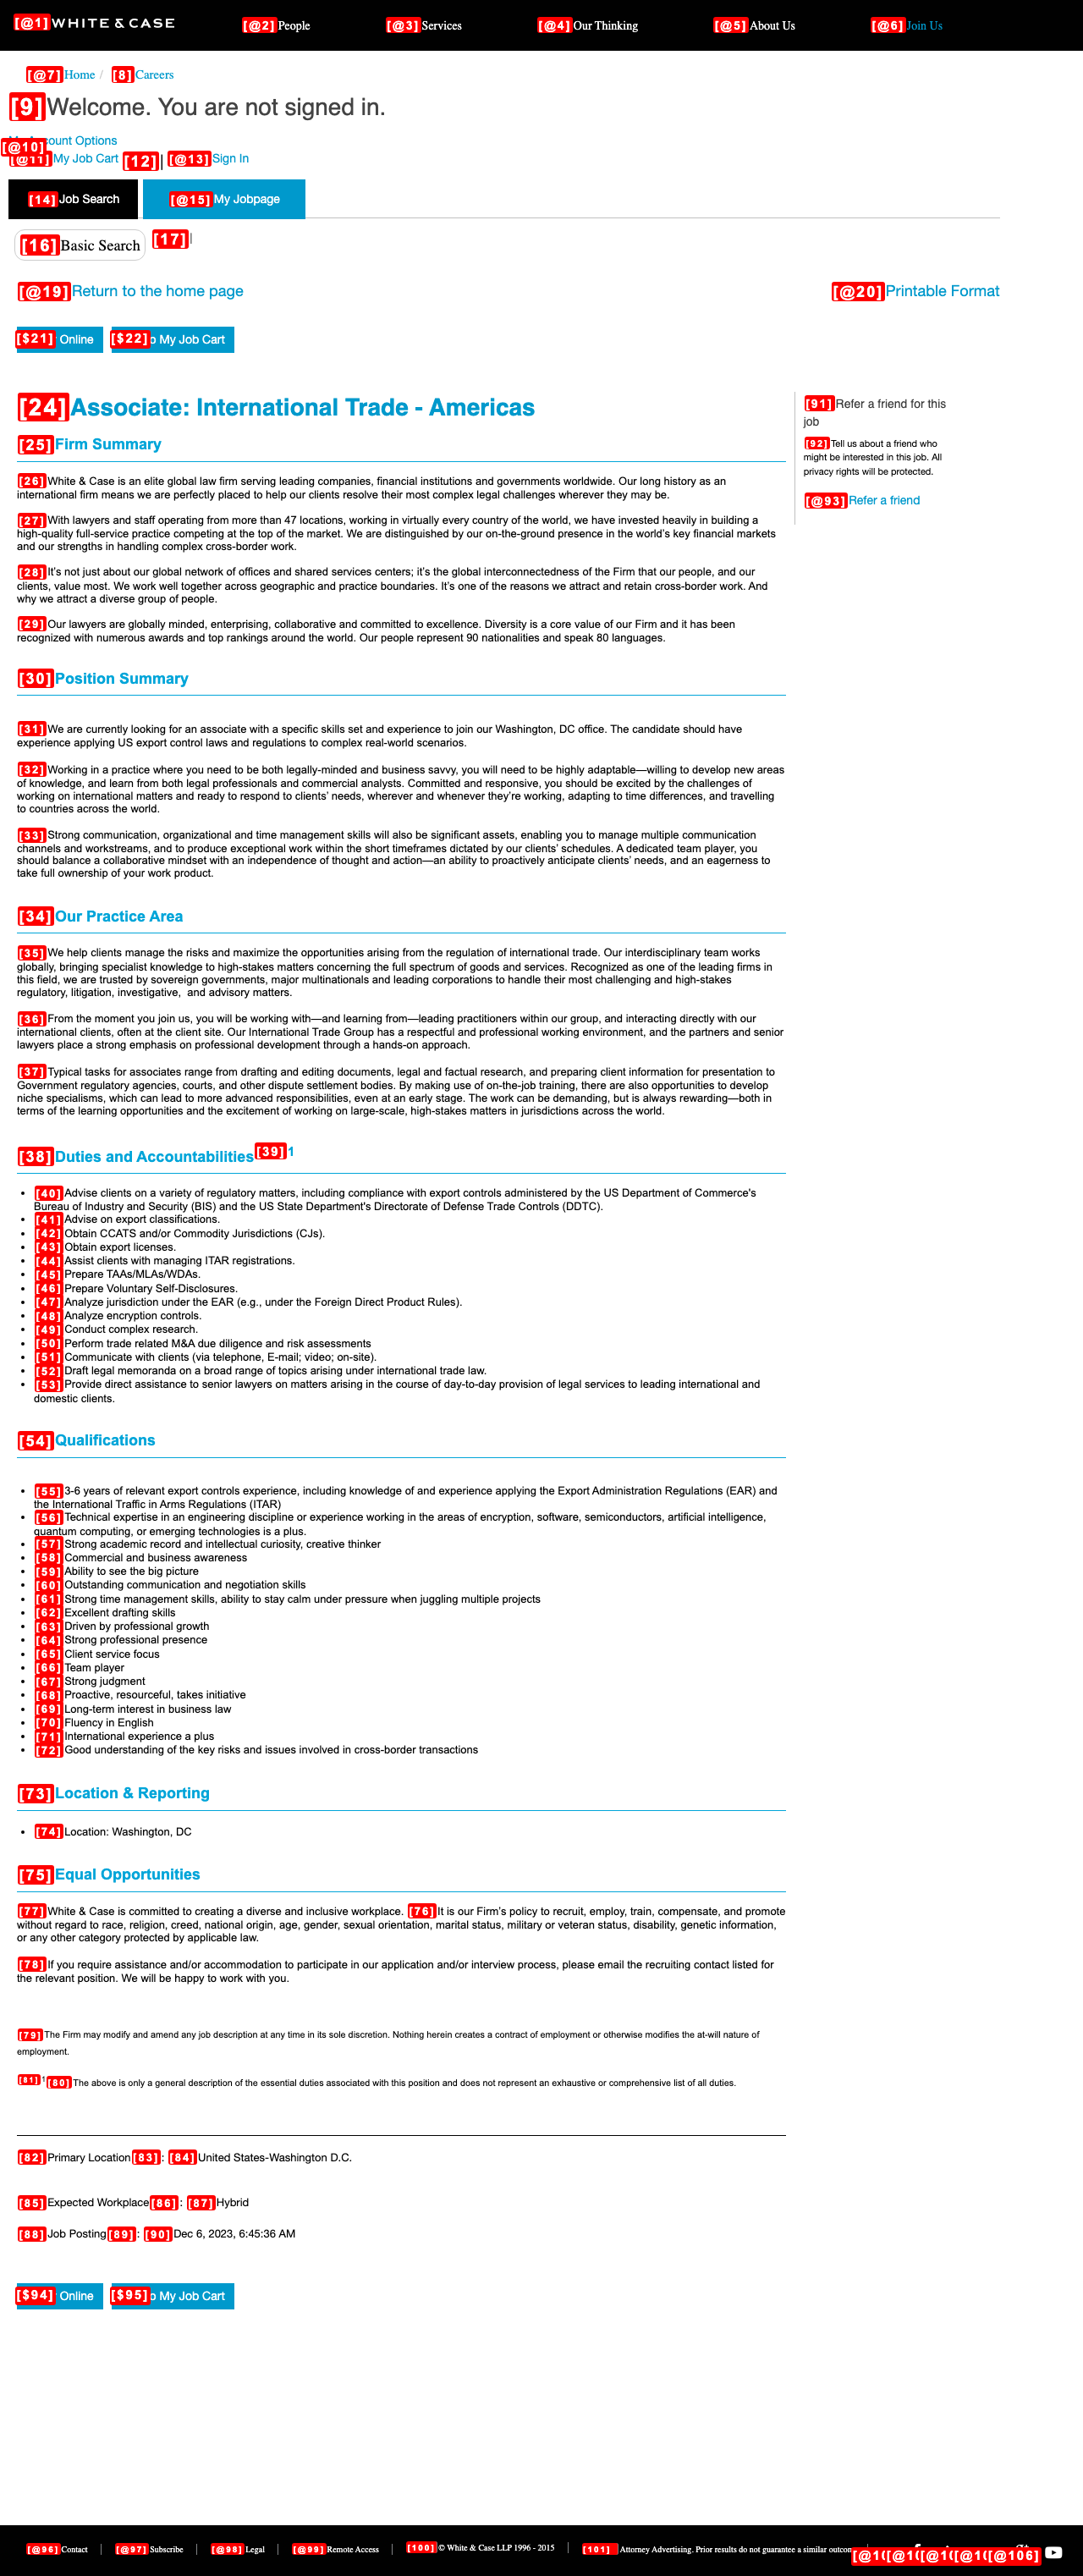 [@1] WHITE & CASE [@2] People [@3] Services [@4] Our Thinking [@5] About Us [@6] Join Us
[@7] Home / [8] Careers
[9] Welcome. You are not signed in.
[@10] ount Options
[@11] My Job Cart [12] | [@13] Sign In
[14] Job Search [@15] My Jobpage
[16] Basic Search [17] |
[@19] Return to the home page [@20] Printable Format
[$21] Online [$22] o My Job Cart
[24] Associate: International Trade - Americas
[25] Firm Summary
[26] White & Case is an elite global law firm serving leading companies, financial institutions and governments worldwide. Our long history as an
international firm means we are perfectly placed to help our clients resolve their most complex legal challenges wherever they may be.
[27] With lawyers and staff operating from more than 47 locations, working in virtually every country of the world, we have invested heavily in building a
high-quality full-service practice competing at the top of the market. We are distinguished by our on-the-ground presence in the world's key financial markets
and our strengths in handling complex cross-border work.
[28] It's not just about our global network of offices and shared services centers; it's the global interconnectedness of the Firm that our people, and our
clients, value most. We work well together across geographic and practice boundaries. It's one of the reasons we attract and retain cross-border work. And
why we attract a diverse group of people.
[29] Our lawyers are globally minded, enterprising, collaborative and committed to excellence. Diversity is a core value of our Firm and it has been
recognized with numerous awards and top rankings around the world. Our people represent 90 nationalities and speak 80 languages.
[30] Position Summary
[31] We are currently looking for an associate with a specific skills set and experience to join our Washington, DC office. The candidate should have
experience applying US export control laws and regulations to complex real-world scenarios.
[32] Working in a practice where you need to be both legally-minded and business savvy, you will need to be highly adaptable—willing to develop new areas
of knowledge, and learn from both legal professionals and commercial analysts. Committed and responsive, you should be excited by the challenges of
working on international matters and ready to respond to clients' needs, wherever and whenever they're working, adapting to time differences, and travelling
to countries across the world.
[33] Strong communication, organizational and time management skills will also be significant assets, enabling you to manage multiple communication
channels and workstreams, and to produce exceptional work within the short timeframes dictated by our clients' schedules. A dedicated team player, you
should balance a collaborative mindset with an independence of thought and action—an ability to proactively anticipate clients' needs, and an eagerness to
take full ownership of your work product.
[34] Our Practice Area
[35] We help clients manage the risks and maximize the opportunities arising from the regulation of international trade. Our interdisciplinary team works
globally, bringing specialist knowledge to high-stakes matters concerning the full spectrum of goods and services. Recognized as one of the leading firms in
this field, we are trusted by sovereign governments, major multinationals and leading corporations to handle their most challenging and high-stakes
regulatory, litigation, investigative, and advisory matters.
[36] From the moment you join us, you will be working with—and learning from—leading practitioners within our group, and interacting directly with our
international clients, often at the client site. Our International Trade Group has a respectful and professional working environment, and the partners and senior
lawyers place a strong emphasis on professional development through a hands-on approach.
[37] Typical tasks for associates range from drafting and editing documents, legal and factual research, and preparing client information for presentation to
Government regulatory agencies, courts, and other dispute settlement bodies. By making use of on-the-job training, there are also opportunities to develop
niche specialisms, which can lead to more advanced responsibilities, even at an early stage. The work can be demanding, but is always rewarding—both in
terms of the learning opportunities and the excitement of working on large-scale, high-stakes matters in jurisdictions across the world.
[38] Duties and Accountabilities [39] 1
• [40] Advise clients on a variety of regulatory matters, including compliance with export controls administered by the US Department of Commerce's
Bureau of Industry and Security (BIS) and the US State Department's Directorate of Defense Trade Controls (DDTC).
• [41] Advise on export classifications.
• [42] Obtain CCATS and/or Commodity Jurisdictions (CJs).
• [43] Obtain export licenses.
• [44] Assist clients with managing ITAR registrations.
• [45] Prepare TAAs/MLAs/WDAs.
• [46] Prepare Voluntary Self-Disclosures.
• [47] Analyze jurisdiction under the EAR (e.g., under the Foreign Direct Product Rules).
• [48] Analyze encryption controls.
• [49] Conduct complex research.
• [50] Perform trade related M&A due diligence and risk assessments
• [51] Communicate with clients (via telephone, E-mail; video; on-site).
• [52] Draft legal memoranda on a broad range of topics arising under international trade law.
• [53] Provide direct assistance to senior lawyers on matters arising in the course of day-to-day provision of legal services to leading international and
domestic clients.
[54] Qualifications
• [55] 3-6 years of relevant export controls experience, including knowledge of and experience applying the Export Administration Regulations (EAR) and
the International Traffic in Arms Regulations (ITAR)
• [56] Technical expertise in an engineering discipline or experience working in the areas of encryption, software, semiconductors, artificial intelligence,
quantum computing, or emerging technologies is a plus.
• [57] Strong academic record and intellectual curiosity, creative thinker
• [58] Commercial and business awareness
• [59] Ability to see the big picture
• [60] Outstanding communication and negotiation skills
• [61] Strong time management skills, ability to stay calm under pressure when juggling multiple projects
• [62] Excellent drafting skills
• [63] Driven by professional growth
• [64] Strong professional presence
• [65] Client service focus
• [66] Team player
• [67] Strong judgment
• [68] Proactive, resourceful, takes initiative
• [69] Long-term interest in business law
• [70] Fluency in English
• [71] International experience a plus
• [72] Good understanding of the key risks and issues involved in cross-border transactions
[73] Location & Reporting
• [74] Location: Washington, DC
[75] Equal Opportunities
[77] White & Case is committed to creating a diverse and inclusive workplace. [76] It is our Firm's policy to recruit, employ, train, compensate, and promote
without regard to race, religion, creed, national origin, age, gender, sexual orientation, marital status, military or veteran status, disability, genetic information,
or any other category protected by applicable law.
[78] If you require assistance and/or accommodation to participate in our application and/or interview process, please email the recruiting contact listed for
the relevant position. We will be happy to work with you.
[79] The Firm may modify and amend any job description at any time in its sole discretion. Nothing herein creates a contract of employment or otherwise modifies the at-will nature of
employment.
[81] 1 [80] The above is only a general description of the essential duties associated with this position and does not represent an exhaustive or comprehensive list of all duties.
[82] Primary Location [83] : [84] United States-Washington D.C.
[85] Expected Workplace [86] : [87] Hybrid
[88] Job Posting [89] : [90] Dec 6, 2023, 6:45:36 AM
[$94] Online [$95] o My Job Cart
[91] Refer a friend for this
job
[92] Tell us about a friend who
might be interested in this job. All
privacy rights will be protected.
[@93] Refer a friend
[@96] Contact | [@97] Subscribe | [@98] Legal | [@99] Remote Access | [100] © White & Case LLP 1996 - 2015 | [101] Attorney Advertising. Prior results do not guarantee a similar outcom [@106]